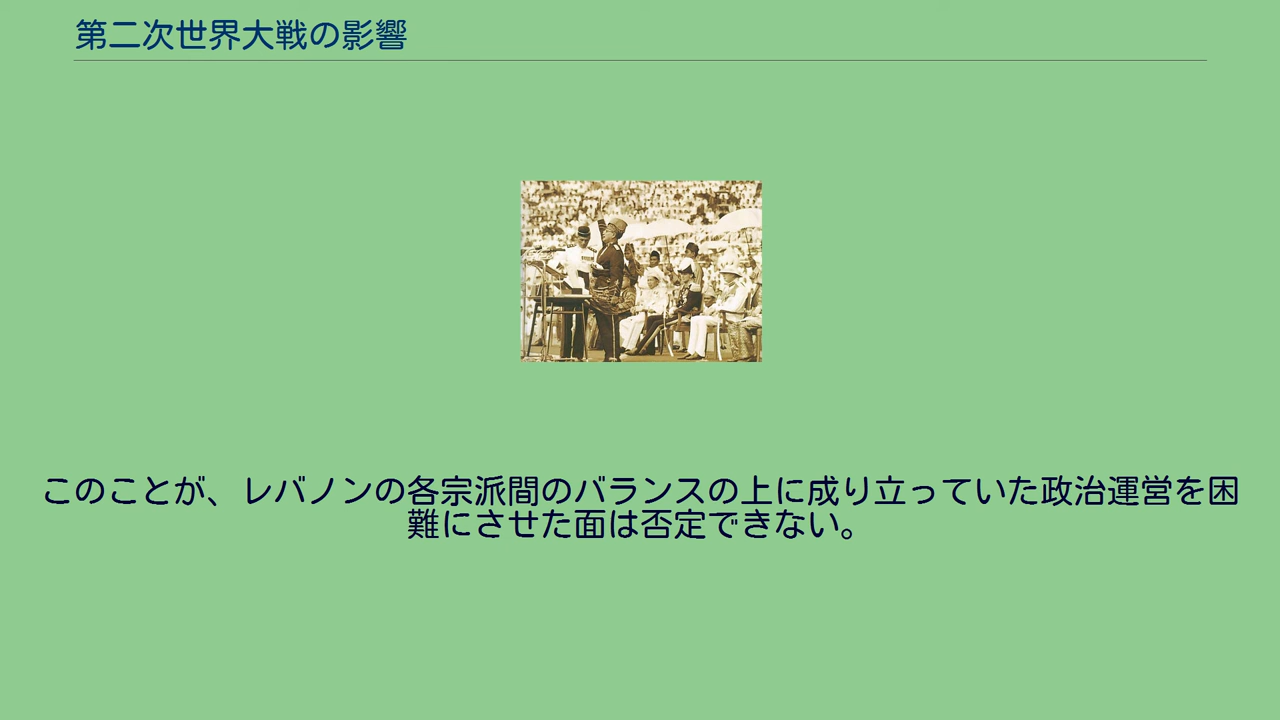 第二次世界大戦の影響
このことが、レバノンの各宗派間のバランスの上に成り立っていた政治運営を困
難にさせた面は否定できない。